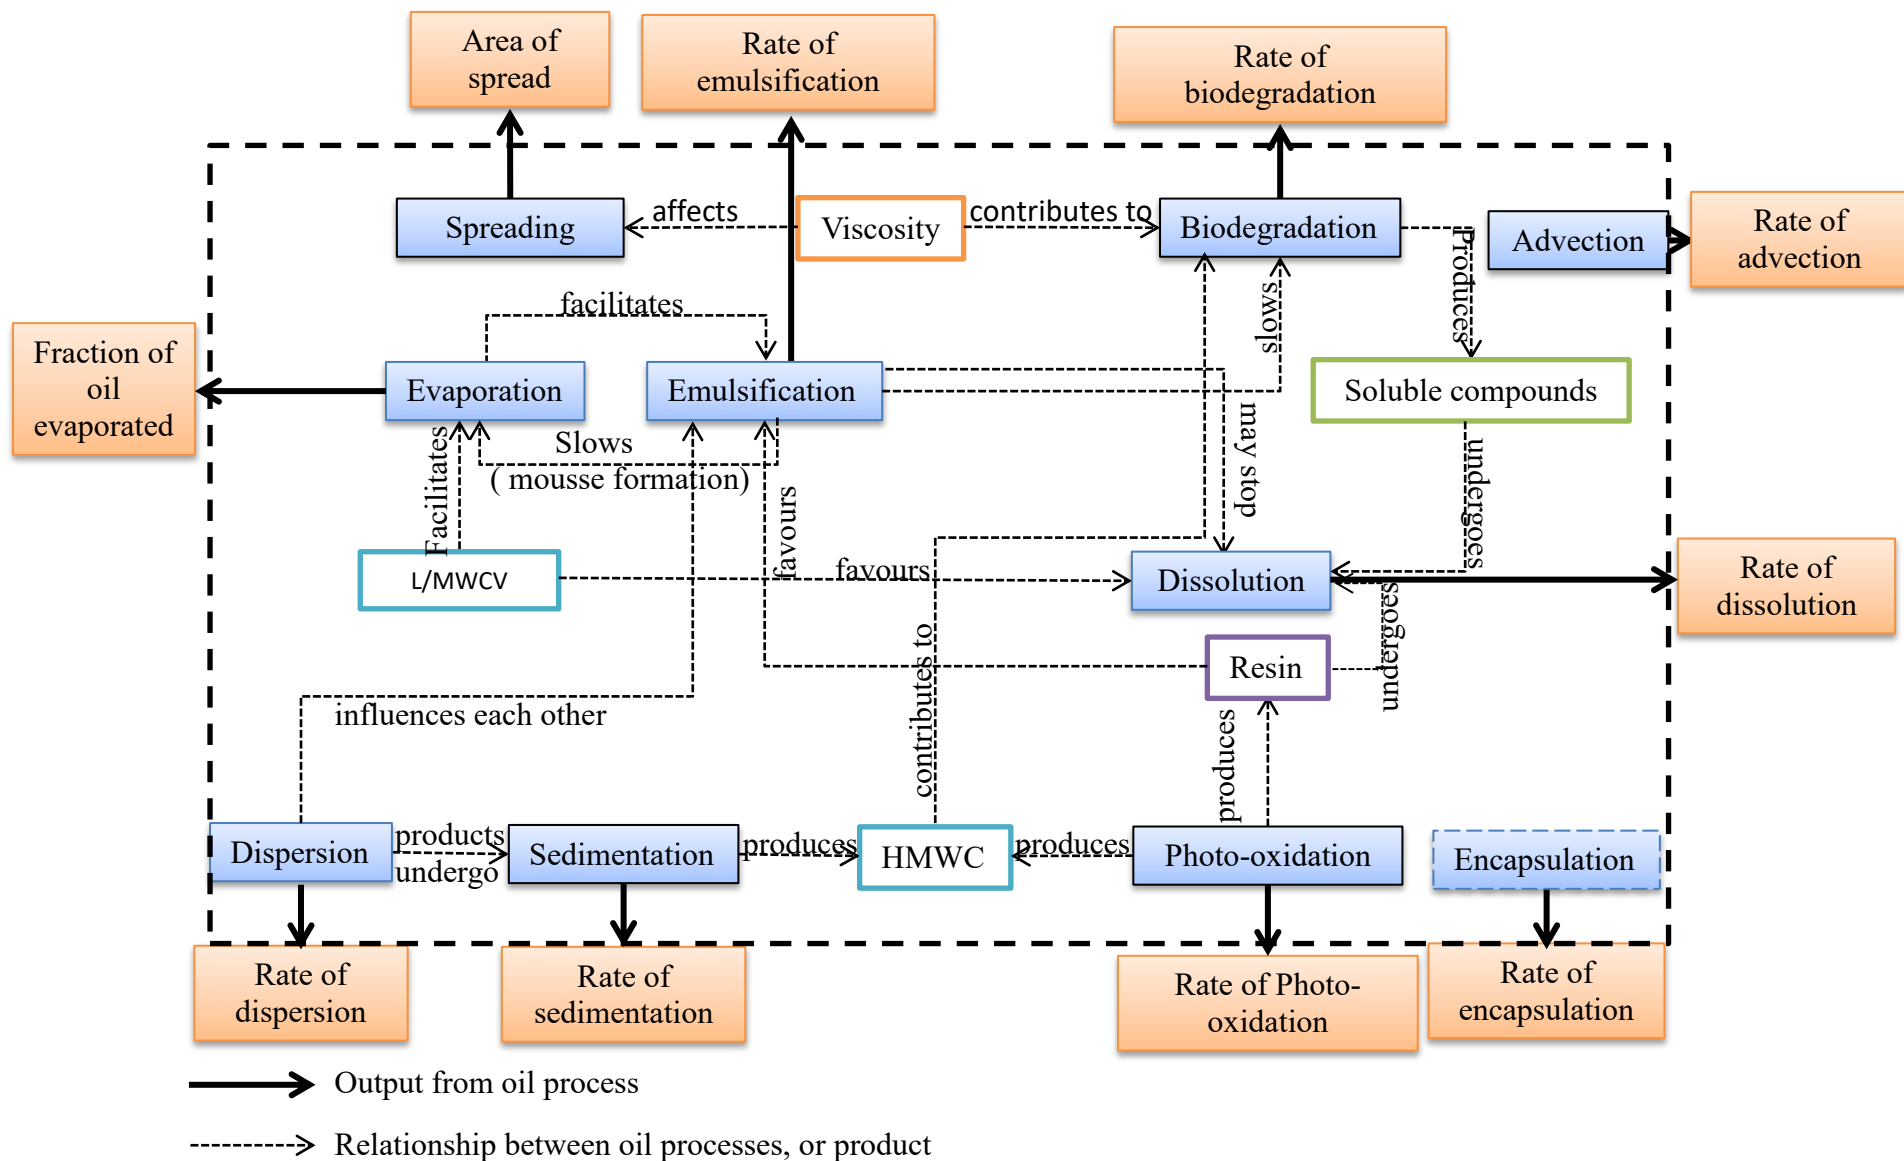 Area of
spread
Rate of
emulsification
Rate of
biodegradation
Spreading
affects
Viscosity
contributes to
Biodegradation
Produces
Advection
Rate of
advection
facilitates
slows
Fraction of
oil
evaporated
Evaporation
Emulsification
Soluble compounds
Facilitates
Slows
( mousse formation)
favours
may stop
undergoes
L/MWCV
favours
Dissolution
Rate of
dissolution
undergoes
Resin
influences each other
contributes to
produces
Dispersion
products
undergo
Sedimentation
produces
HMWC
produces
Photo-oxidation
Encapsulation
Rate of
dispersion
Rate of
sedimentation
Rate of Photo-
oxidation
Rate of
encapsulation
Output from oil process
Relationship between oil processes, or product